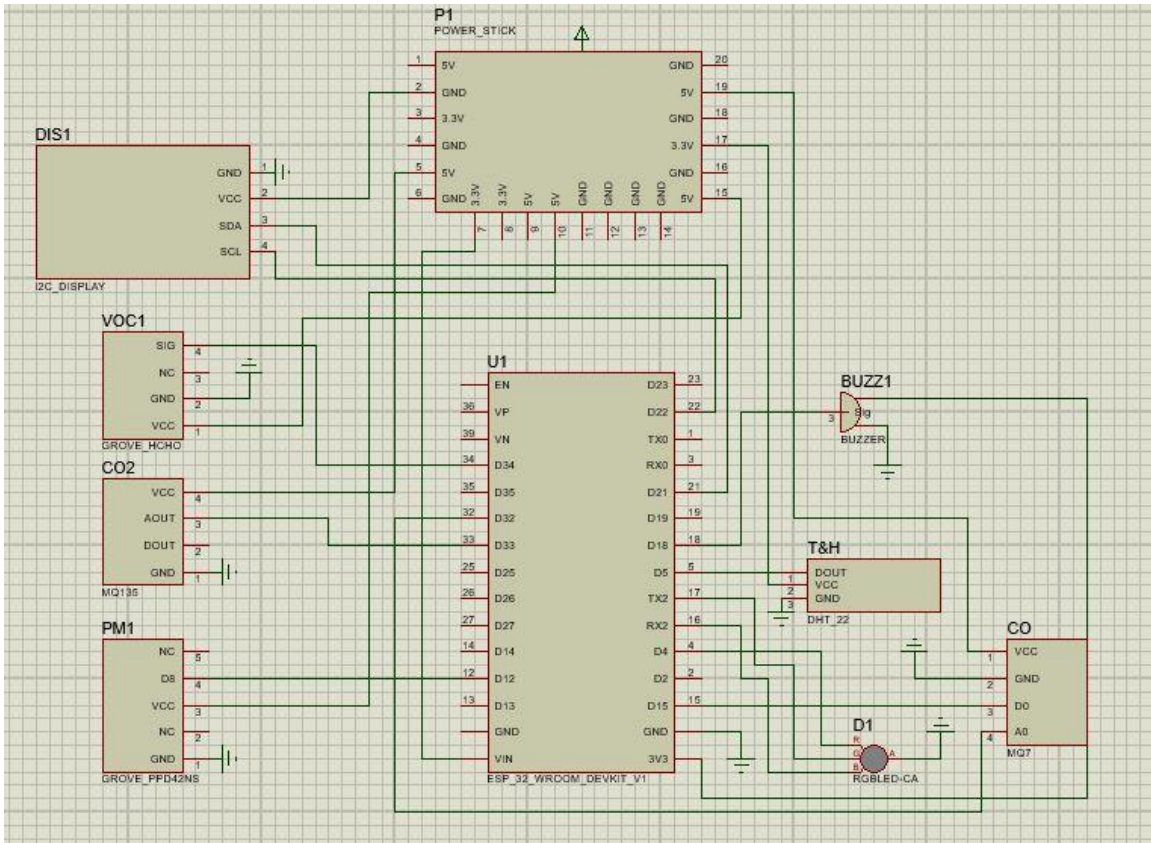 P1
POWER_STICK
1 5V GND 20
2 GND 5V 19
3 3.3V GND 18
4 GND 3.3V 17
5 5V GND 16
6 GND 5V 15
3.3V 3.3V 5V 5V GND GND GND GND
7 8 9 10 11 12 13 14
DIS1
GND 1
VCC 2
SDA 3
SCL 4
I2C_DISPLAY
VOC1
SIG 4
NC 3
GND 2
VCC 1
GROVE_HCHO
CO2
VCC 4
AOUT 3
DOUT 2
GND 1
MQ135
PM1
NC 5
D8 4
VCC 3
NC 2
GND 1
GROVE_PPD42NS
U1
EN D23 23
36 VP D22 22
39 VN TX0 1
34 D34 RX0 3
35 D35 D21 21
32 D32 D19 19
33 D33 D18 18
25 D25 D5 5
26 D26 TX2 17
27 D27 RX2 16
14 D14 D4 4
12 D12 D2 2
13 D13 D15 15
GND GND
VIN 3V3
ESP_32_WROOM_DEVKIT_V1
BUZZ1
3 Sig
BUZZER
T&H
DOUT
1 VCC
2 GND
3
DHT_22
CO
1 VCC
2 GND
3 D0
4 A0
MQ7
D1
R
G A
B
RGBLED-CA